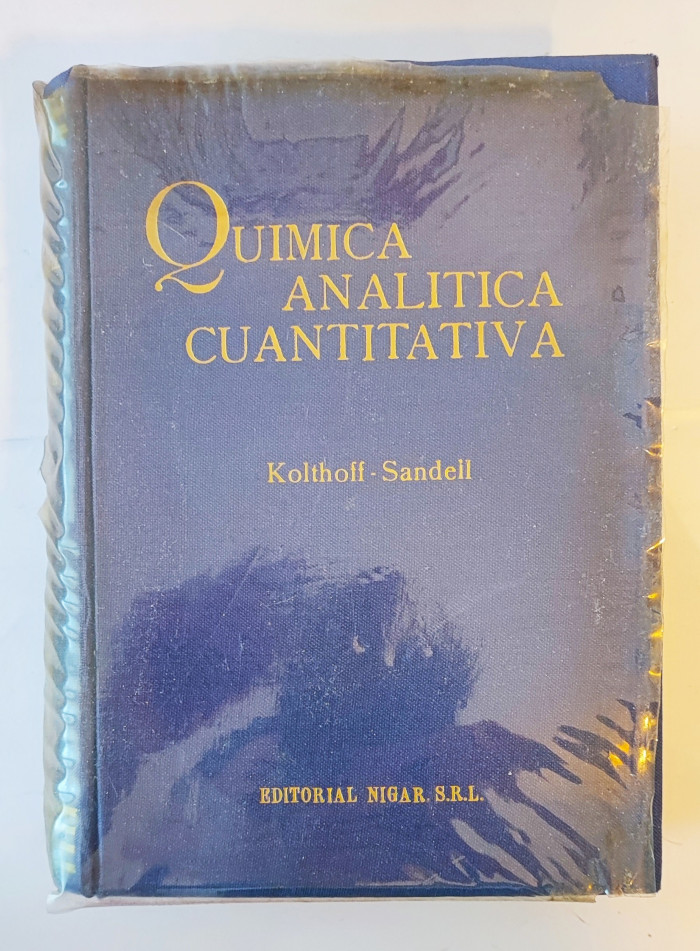 QUIMICA
ANALITICA
CUANTITATIVA
Kolthoff - Sandell
EDITORIAL NIGAR. S.R.L.